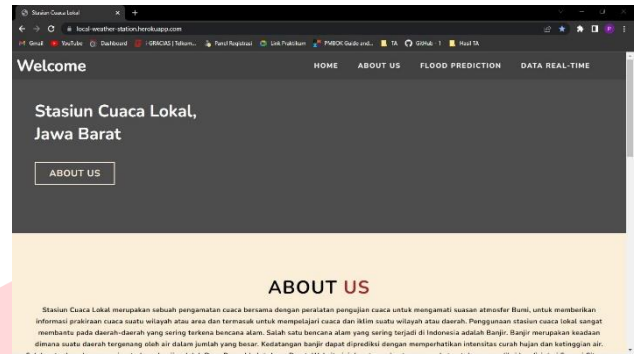 Stasiun Cuaca Lokal
local-weather-station.herokuapp.com
Gmail YouTube Dashboard I-GRACIAS | Telkom... Panel Registrasi Link Praktikum PMBOK Guide and... TA GitHub - 1 Hasil TA
Welcome HOME ABOUT US FLOOD PREDICTION DATA REAL-TIME
Stasiun Cuaca Lokal,
Jawa Barat
ABOUT US
ABOUT US
Stasiun Cuaca Lokal merupakan sebuah pengamatan cuaca bersama dengan peralatan pengujian cuaca untuk mengamati suasan atmosfer Bumi, untuk memberikan
informasi prakiraan cuaca suatu wilayah atau area dan termasuk untuk mempelajari cuaca dan iklim suatu wilayah atau daerah. Penggunaan stasiun cuaca lokal sangat
membantu pada daerah-daerah yang sering terkena bencana alam. Salah satu bencana alam yang sering terjadi di Indonesia adalah Banjir. Banjir merupakan keadaan
dimana suatu daerah tergenang oleh air dalam jumlah yang besar. Kedatangan banjir dapat diprediksi dengan memperhatikan intensitas curah hujan dan ketinggian air.